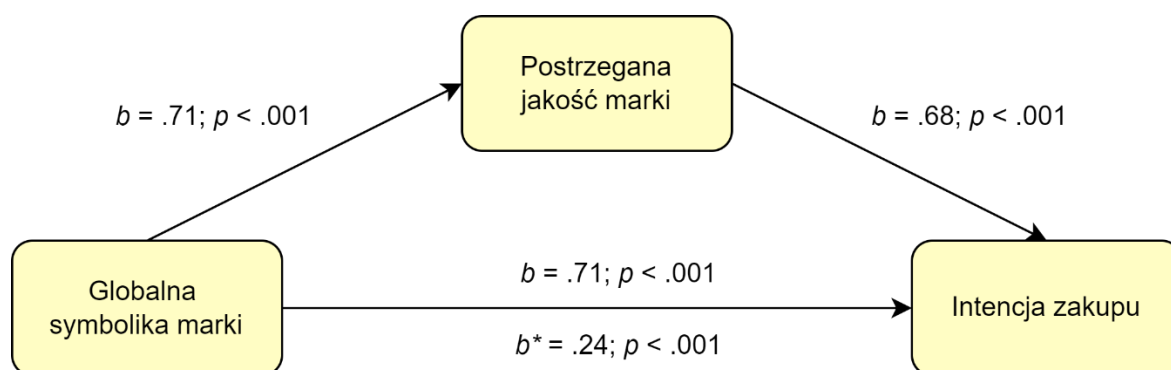 Postrzegana
jakość marki
b = .71; p < .001
b = .68; p < .001
Globalna
symbolika marki
b = .71; p < .001
b* = .24; p < .001
Intencja zakupu